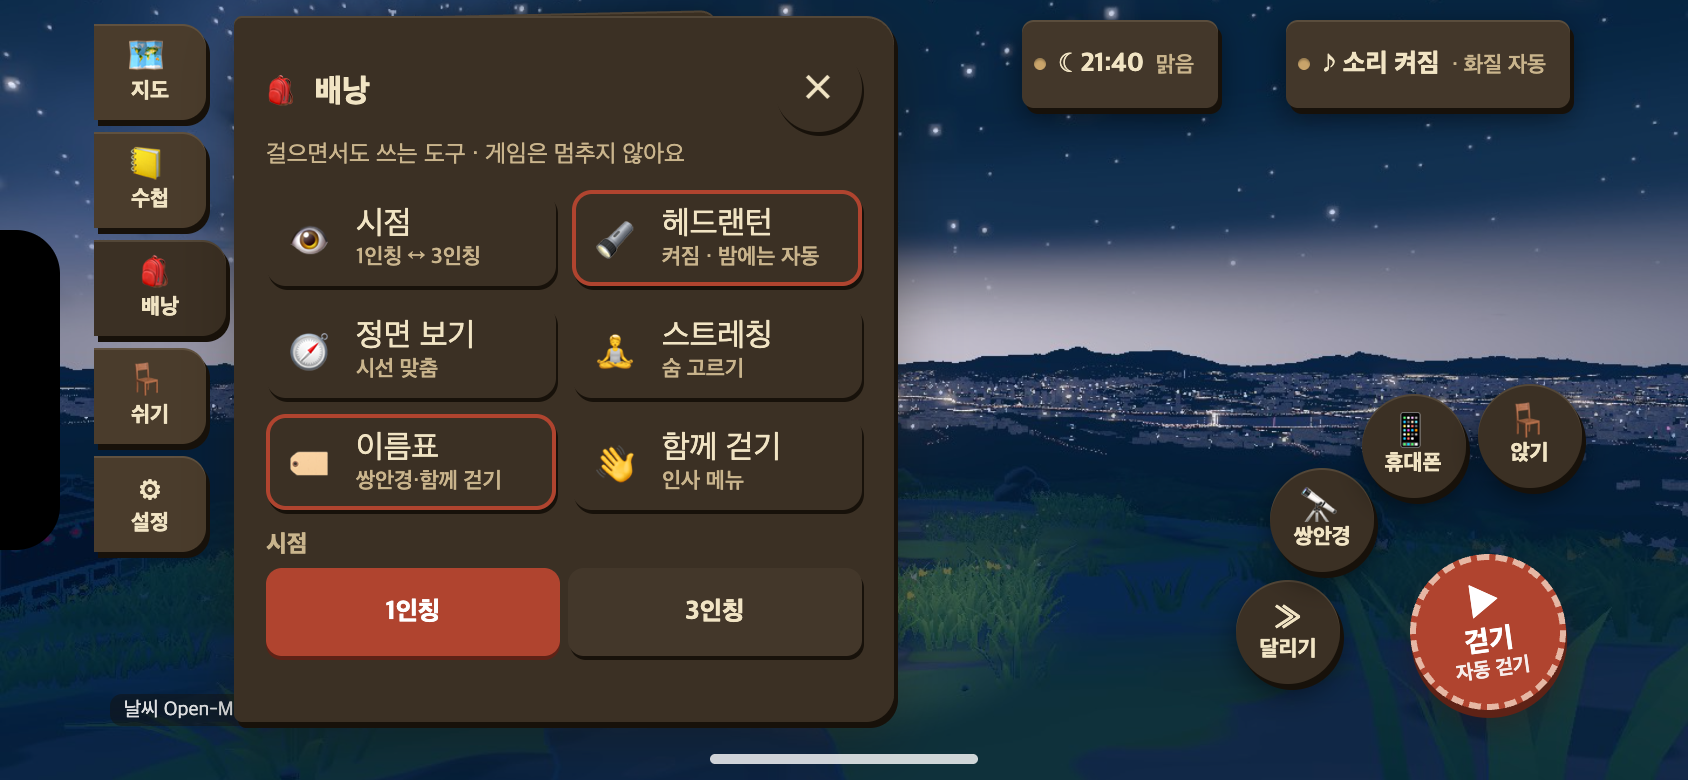 지도
수첩
배낭
쉬기
설정
배낭
걸으면서도 쓰는 도구 · 게임은 멈추지 않아요
시점
1인칭 ↔ 3인칭
헤드랜턴
켜짐 · 밤에는 자동
정면 보기
시선 맞춤
스트레칭
숨 고르기
이름표
쌍안경·함께 걷기
함께 걷기
인사 메뉴
시점
1인칭
3인칭
날씨 Open-M
21:40 맑음
♪ 소리 켜짐 · 화질 자동
휴대폰
앉기
쌍안경
달리기
걷기
자동 걷기